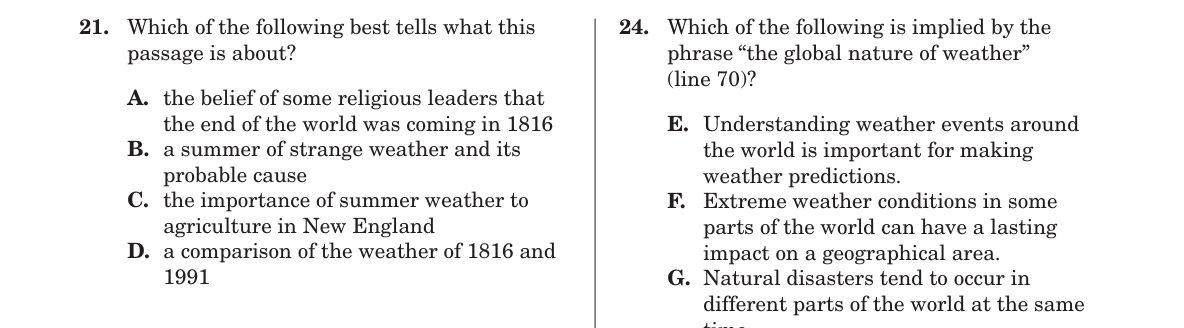 21. Which of the following best tells what this
passage is about?
A. the belief of some religious leaders that
the end of the world was coming in 1816
B. a summer of strange weather and its
probable cause
C. the importance of summer weather to
agriculture in New England
D. a comparison of the weather of 1816 and
1991
24. Which of the following is implied by the
phrase “the global nature of weather”
(line 70)?
E. Understanding weather events around
the world is important for making
weather predictions.
F. Extreme weather conditions in some
parts of the world can have a lasting
impact on a geographical area.
G. Natural disasters tend to occur in
different parts of the world at the same